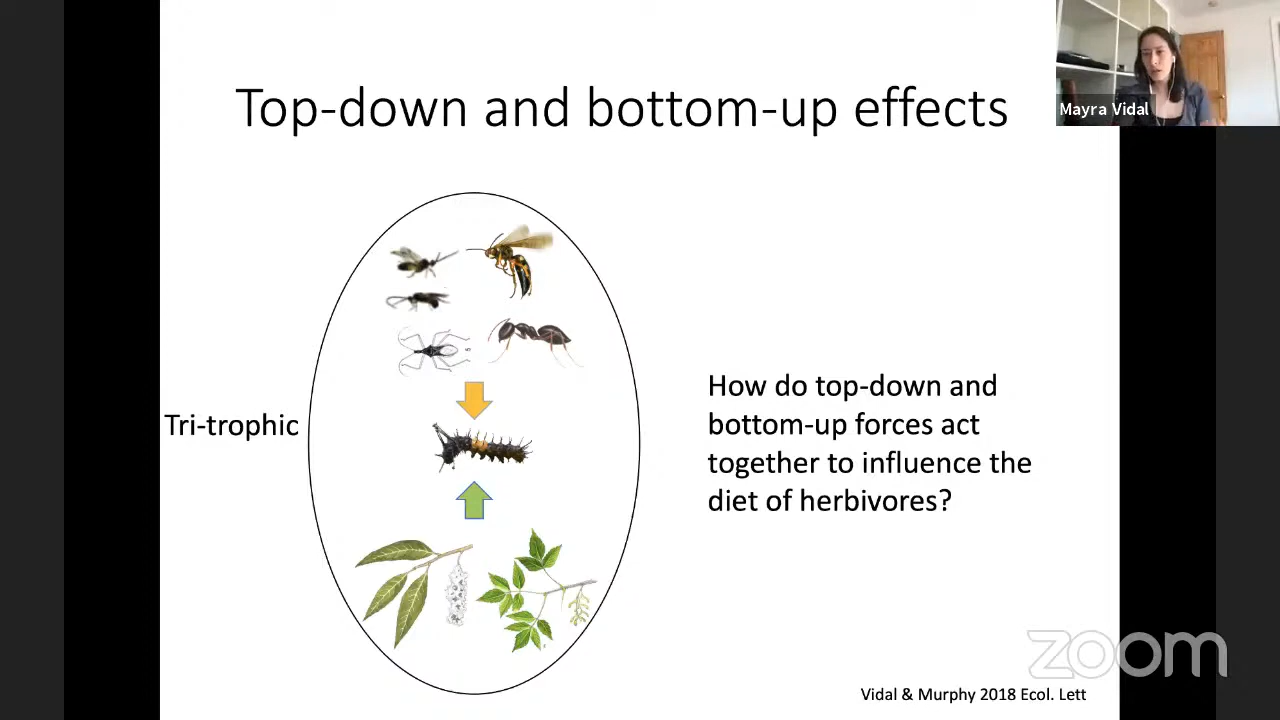 Top-down and bottom-up effects
Mayra Vidal
Tri-trophic
How do top-down and
bottom-up forces act
together to influence the
diet of herbivores?
zoom
Vidal & Murphy 2018 Ecol. Lett